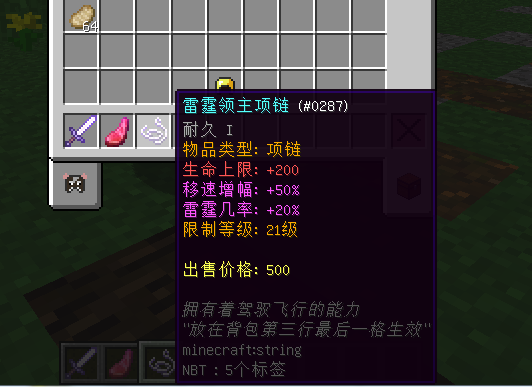 64
雷霆领主项链 (#0287)
耐久 I
物品类型: 项链
生命上限: +200
移速增幅: +50%
雷霆几率: +20%
限制等级: 21级
出售价格: 500
拥有着驾驭飞行的能力
"放在背包第三行最后一格生效"
minecraft:string
NBT：5个标签